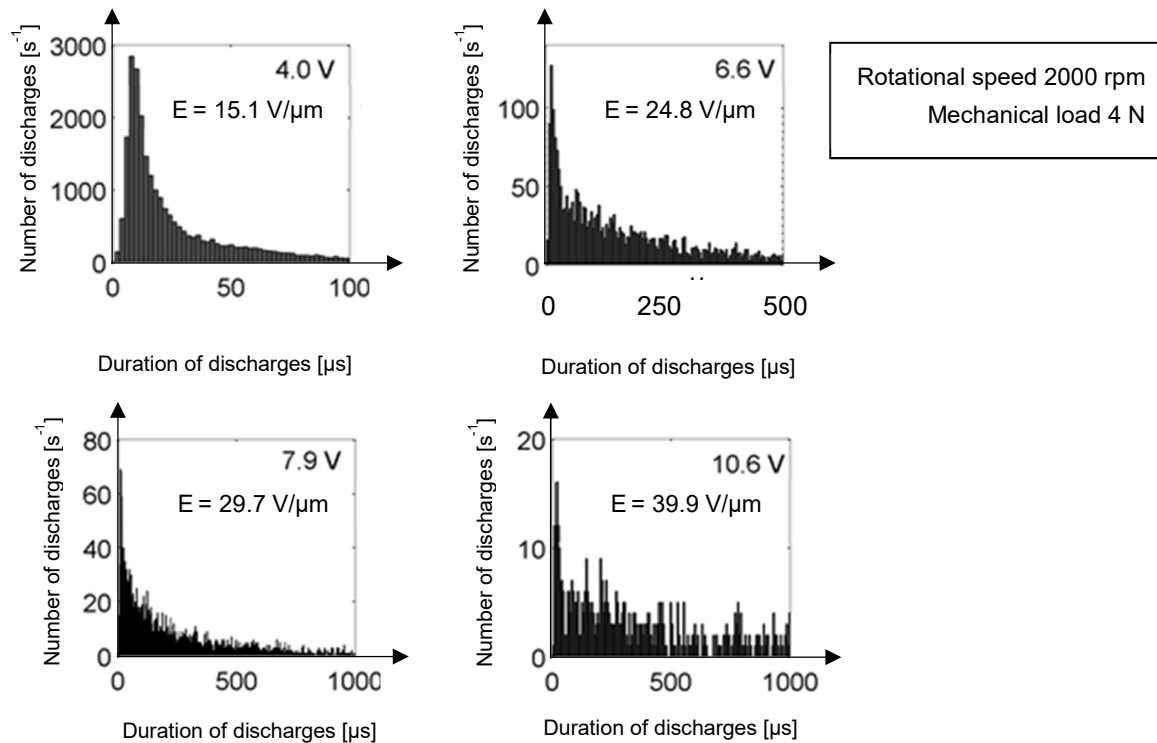 Number of discharges [s⁻¹]
3000
2000
1000
0
4.0 V
E = 15.1 V/µm
0 50 100
Duration of discharges [µs]
Number of discharges [s⁻¹]
100
50
0
6.6 V
E = 24.8 V/µm
0 250 500
Duration of discharges [µs]
Rotational speed 2000 rpm
Mechanical load 4 N
Number of discharges [s⁻¹]
80
60
40
20
0
7.9 V
E = 29.7 V/µm
0 500 1000
Duration of discharges [µs]
Number of discharges [s⁻¹]
20
10
0
10.6 V
E = 39.9 V/µm
0 500 1000
Duration of discharges [µs]